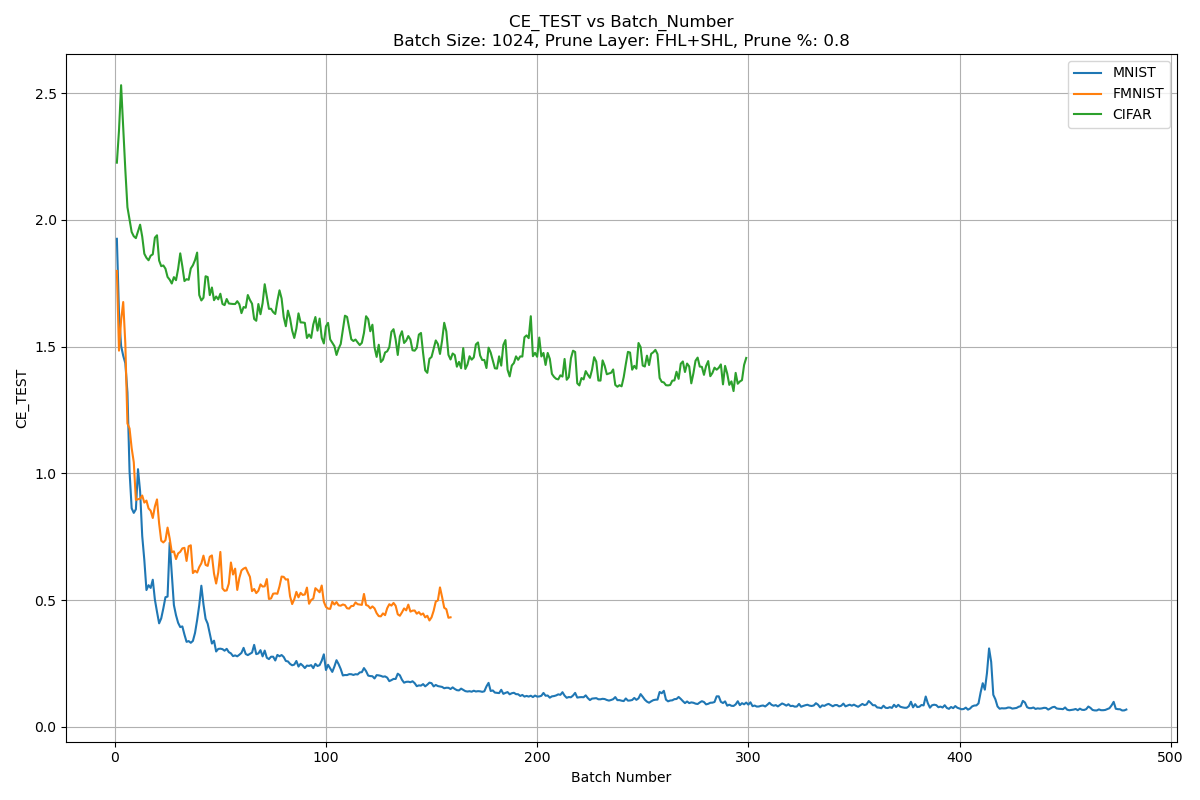 CE_TEST vs Batch_Number
Batch Size: 1024, Prune Layer: FHL+SHL, Prune %: 0.8
MNIST
FMNIST
CIFAR
2.5
2.0
1.5
1.0
0.5
0.0
CE_TEST
0 100 200 300 400 500
Batch Number